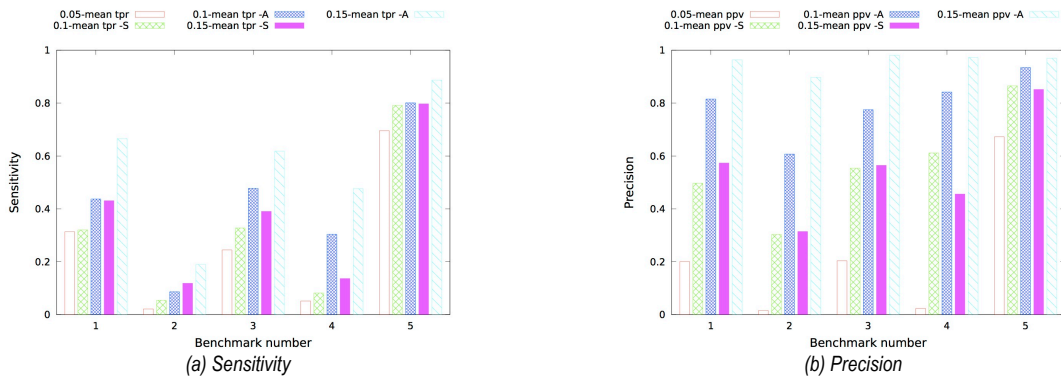 0.05-mean tpr 0.1-mean tpr -A 0.15-mean tpr -A
0.1-mean tpr -S 0.15-mean tpr -S
1
0.8
0.6
0.4
0.2
0
Sensitivity
1 2 3 4 5
Benchmark number
(a) Sensitivity
0.05-mean ppv 0.1-mean ppv -A 0.15-mean ppv -A
0.1-mean ppv -S 0.15-mean ppv -S
1
0.8
0.6
0.4
0.2
0
Precision
1 2 3 4 5
Benchmark number
(b) Precision